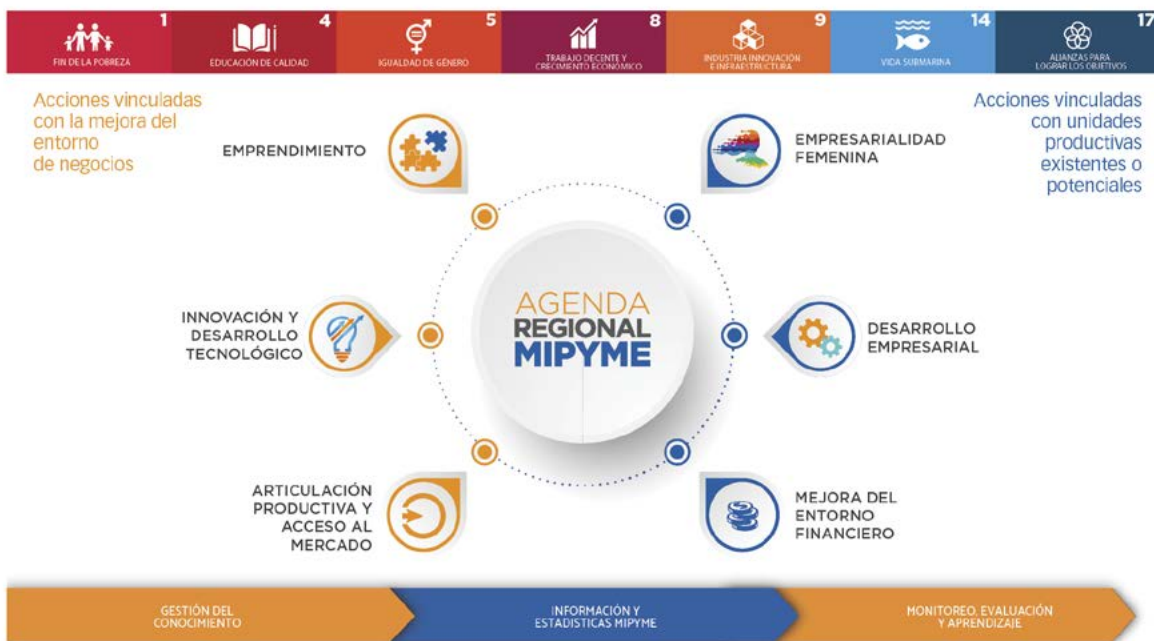 1
FIN DE LA POBREZA
4
EDUCACIÓN DE CALIDAD
5
IGUALDAD DE GÉNERO
8
TRABAJO DECENTE Y
CRECIMIENTO ECONÓMICO
9
INDUSTRIA INNOVACIÓN
E INFRAESTRUCTURA
14
VIDA SUBMARINA
17
ALIANZAS PARA
LOGRAR LOS OBJETIVOS
Acciones vinculadas
con la mejora del
entorno
de negocios
Acciones vinculadas
con unidades
productivas
existentes o
potenciales
EMPRENDIMIENTO
EMPRESARIALIDAD
FEMENINA
INNOVACIÓN Y
DESARROLLO
TECNOLÓGICO
AGENDA
REGIONAL
MIPYME
DESARROLLO
EMPRESARIAL
ARTICULACIÓN
PRODUCTIVA Y
ACCESO AL
MERCADO
MEJORA DEL
ENTORNO
FINANCIERO
GESTIÓN DEL
CONOCIMIENTO
INFORMACIÓN Y
ESTADÍSTICAS MIPYME
MONITOREO, EVALUACIÓN
Y APRENDIZAJE